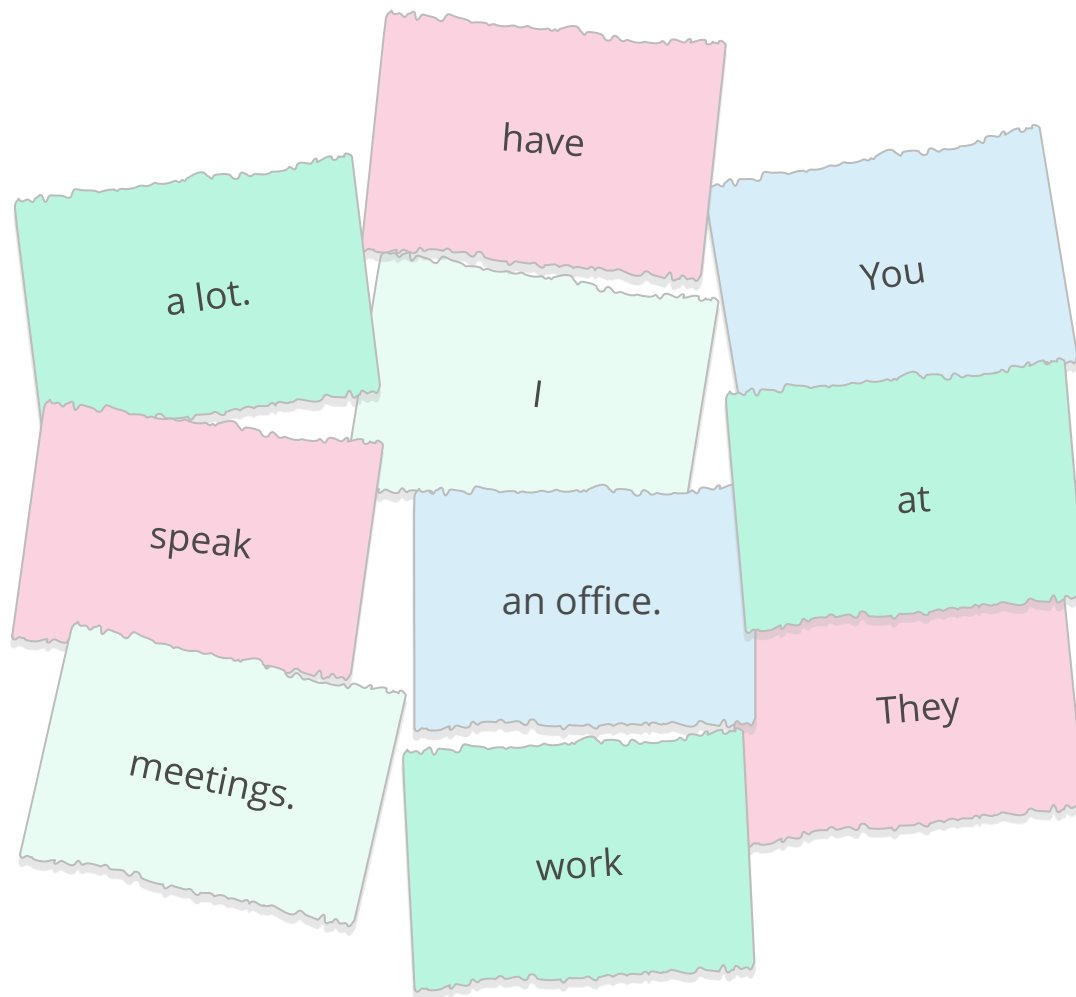 have
You
a lot.
I
at
speak
an office.
They
meetings.
work